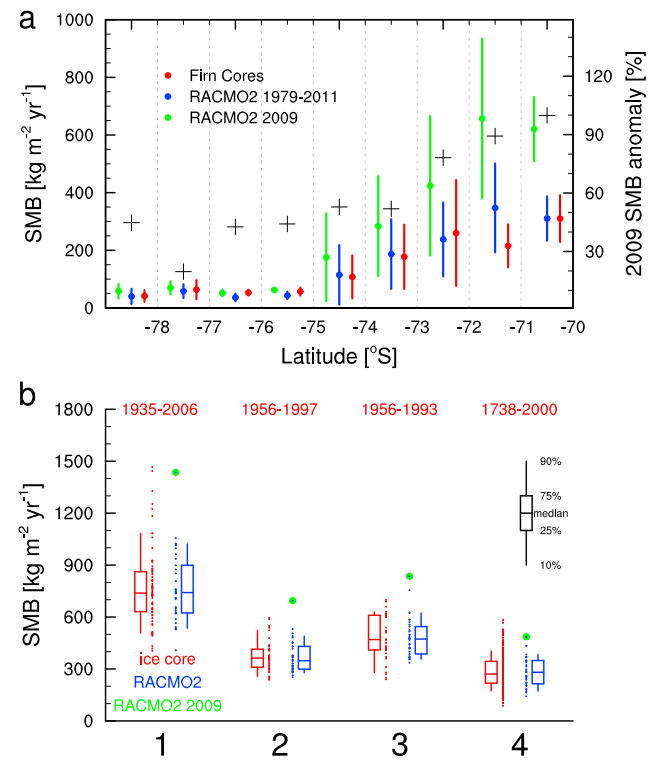 a
1000
800
600
400
200
0
SMB [kg m-2 yr-1]
Firn Cores
RACMO2 1979-2011
RACMO2 2009
120
90
60
30
2009 SMB anomaly [%]
-78 -77 -76 -75 -74 -73 -72 -71 -70
Latitude [oS]
b
1800
1500
1200
900
600
300
0
SMB [kg m-2 yr-1]
1935-2006 1956-1997 1956-1993 1738-2000
90%
75%
median
25%
10%
ice core
RACMO2
RACMO2 2009
1 2 3 4